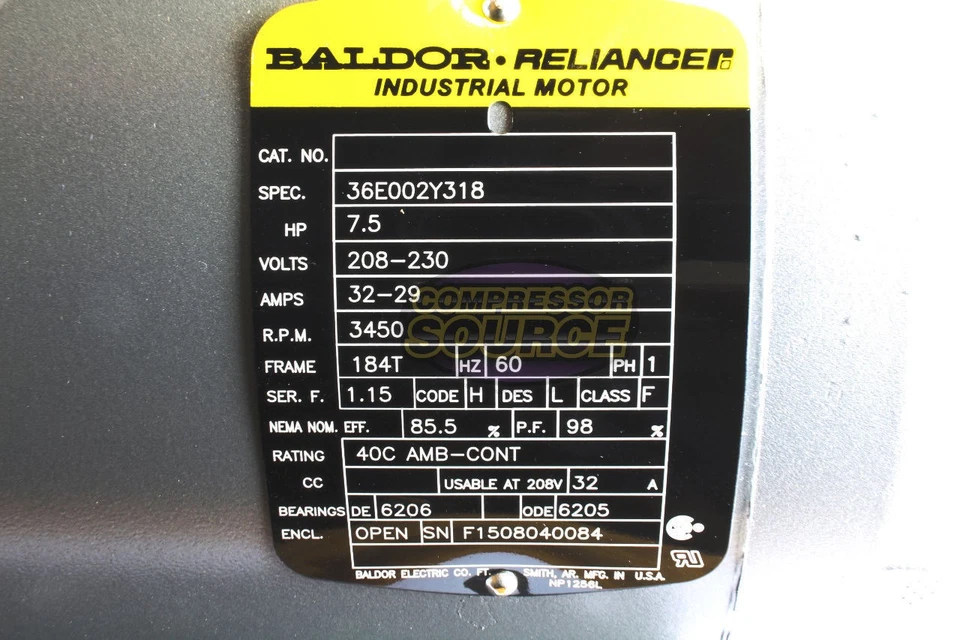 BALDOR • RELIANCER
INDUSTRIAL MOTOR
CAT. NO.
SPEC. 36E002Y318
HP 7.5
VOLTS 208-230
AMPS 32-29
R.P.M. 3450
FRAME 184T HZ 60 PH 1
SER. F. 1.15 CODE H DES L CLASS F
NEMA NOM. EFF. 85.5 % P.F. 98 %
RATING 40C AMB-CONT
CC USABLE AT 208V 32 A
BEARINGS DE 6206 ODE 6205
ENCL. OPEN SN F1508040084
BALDOR ELECTRIC CO. FT. SMITH, AR. MFG. IN U.S.A.
NP1256L
COMPRESSOR
SOURCE